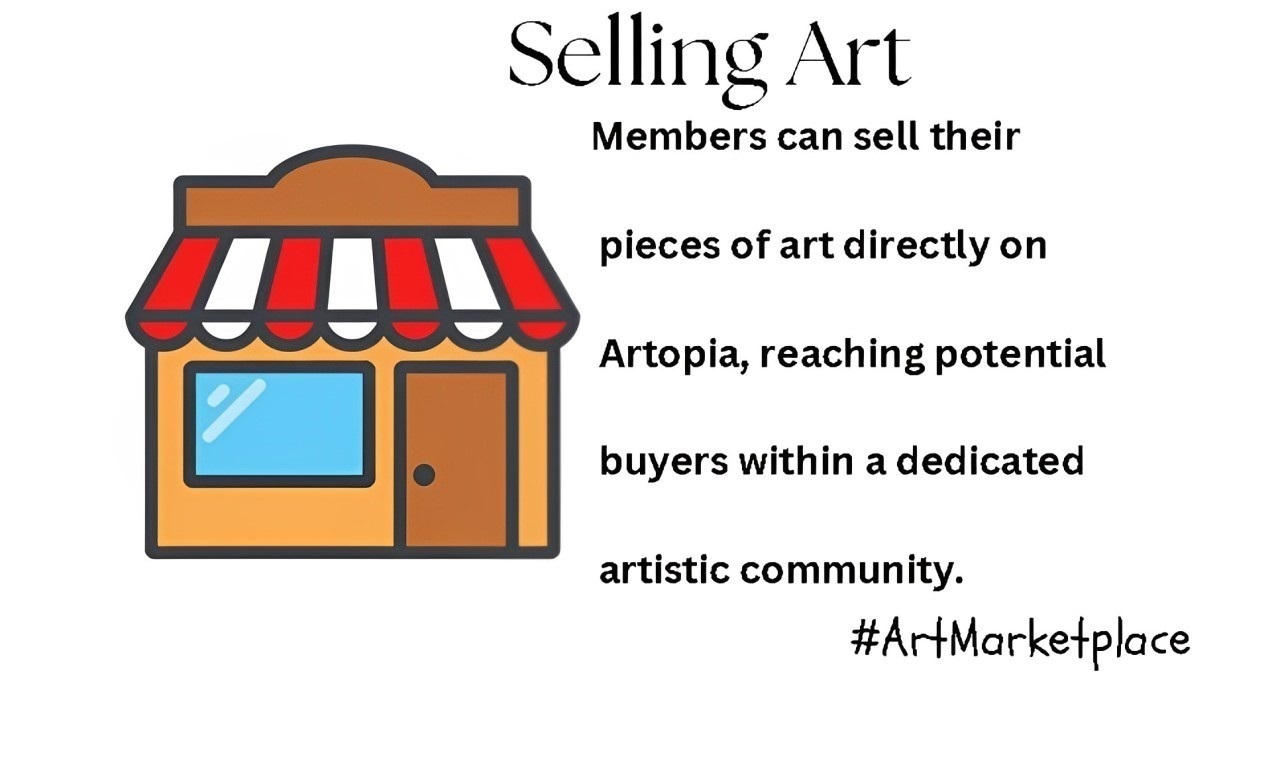 Selling Art
Members can sell their
pieces of art directly on
Artopia, reaching potential
buyers within a dedicated
artistic community.
#ArtMarketplace